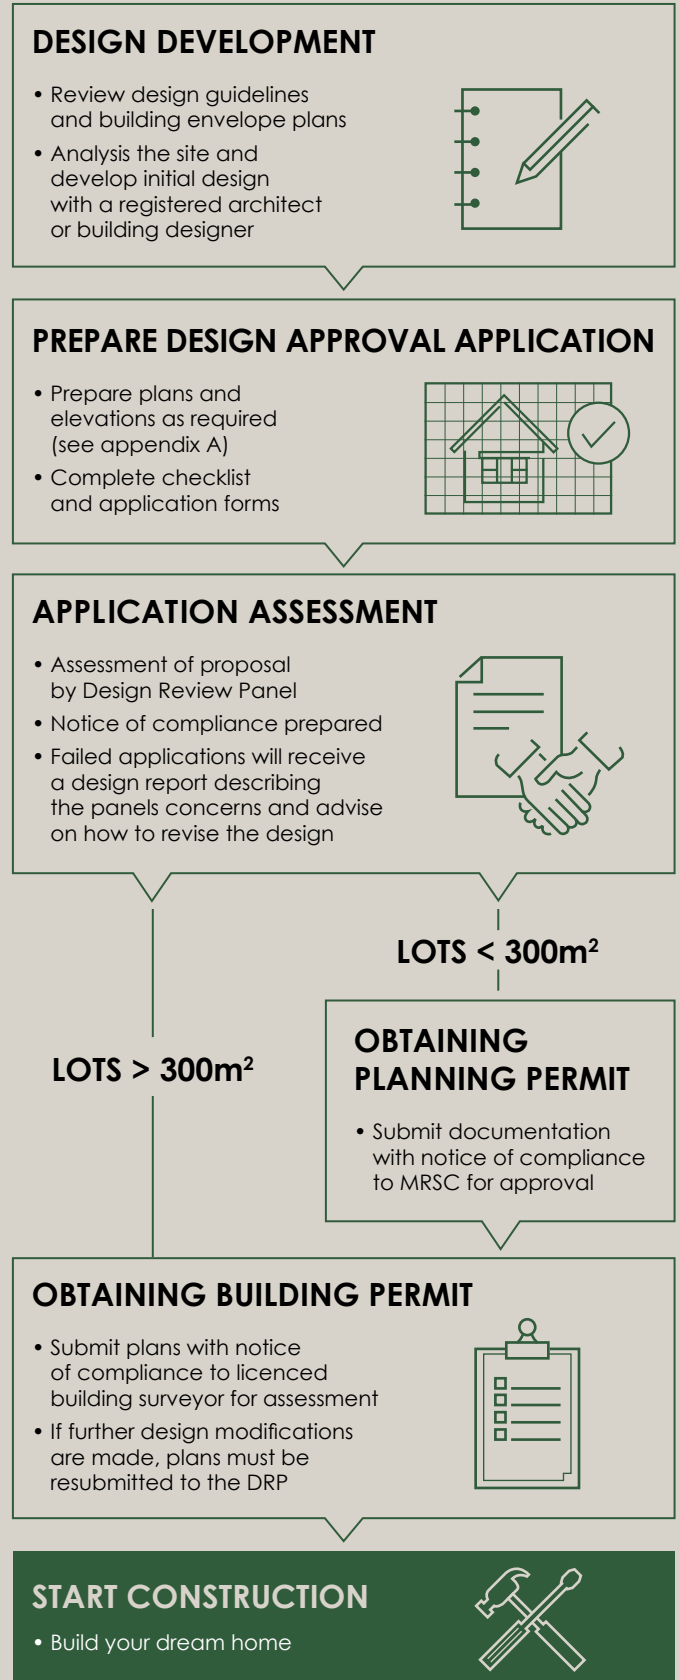 DESIGN DEVELOPMENT
• Review design guidelines
and building envelope plans
• Analysis the site and
develop initial design
with a registered architect
or building designer
PREPARE DESIGN APPROVAL APPLICATION
• Prepare plans and
elevations as required
(see appendix A)
• Complete checklist
and application forms
APPLICATION ASSESSMENT
• Assessment of proposal
by Design Review Panel
• Notice of compliance prepared
• Failed applications will receive
a design report describing
the panels concerns and advise
on how to revise the design
LOTS < 300m²
LOTS > 300m²
OBTAINING
PLANNING PERMIT
• Submit documentation
with notice of compliance
to MRSC for approval
OBTAINING BUILDING PERMIT
• Submit plans with notice
of compliance to licenced
building surveyor for assessment
• If further design modifications
are made, plans must be
resubmitted to the DRP
START CONSTRUCTION
• Build your dream home